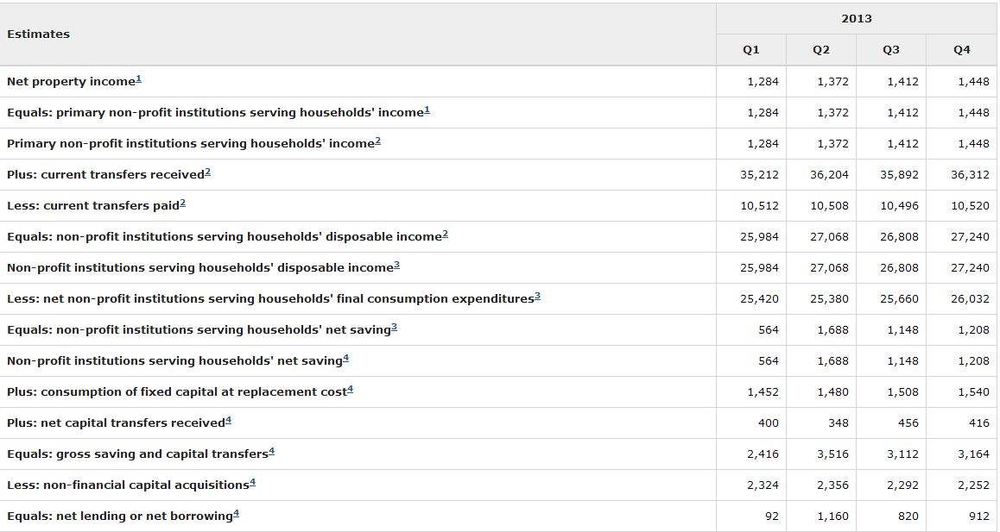 Estimates
2013
Q1 Q2 Q3 Q4
Net property income1 1,284 1,372 1,412 1,448
Equals: primary non-profit institutions serving households' income1 1,284 1,372 1,412 1,448
Primary non-profit institutions serving households' income2 1,284 1,372 1,412 1,448
Plus: current transfers received2 35,212 36,204 35,892 36,312
Less: current transfers paid2 10,512 10,508 10,496 10,520
Equals: non-profit institutions serving households' disposable income2 25,984 27,068 26,808 27,240
Non-profit institutions serving households' disposable income3 25,984 27,068 26,808 27,240
Less: net non-profit institutions serving households' final consumption expenditures3 25,420 25,380 25,660 26,032
Equals: non-profit institutions serving households' net saving3 564 1,688 1,148 1,208
Non-profit institutions serving households' net saving4 564 1,688 1,148 1,208
Plus: consumption of fixed capital at replacement cost4 1,452 1,480 1,508 1,540
Plus: net capital transfers received4 400 348 456 416
Equals: gross saving and capital transfers4 2,416 3,516 3,112 3,164
Less: non-financial capital acquisitions4 2,324 2,356 2,292 2,252
Equals: net lending or net borrowing4 92 1,160 820 912